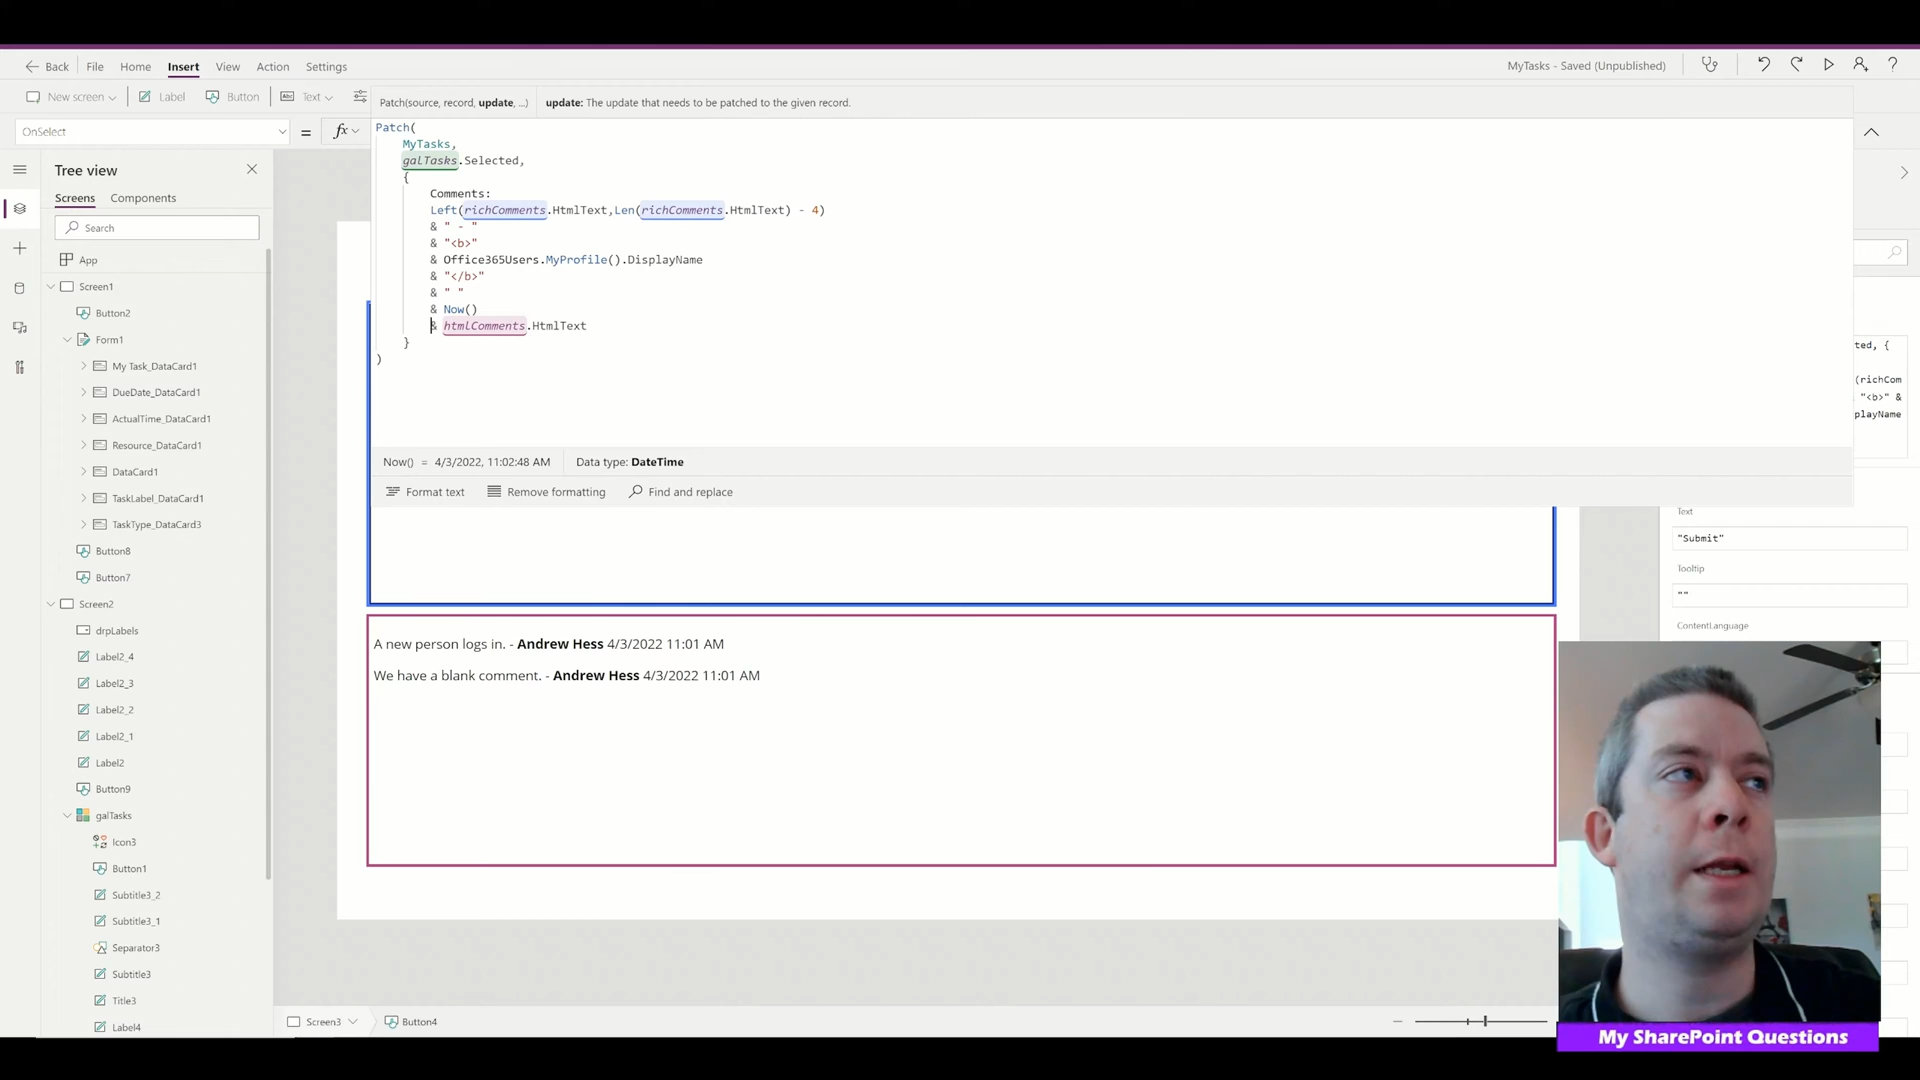 Back File Home Insert View Action Settings
MyTasks - Saved (Unpublished)
New screen Label Button Text
Patch(source, record, update, ...) update: The update that needs to be patched to the given record.
OnSelect = fx
Patch(
MyTasks,
galTasks.Selected,
{
Comments:
Left(richComments.HtmlText,Len(richComments.HtmlText) - 4)
& " - "
& "<b>"
& Office365Users.MyProfile().DisplayName
& "</b>"
& " "
& Now()
& htmlComments.HtmlText
}
)
Now() = 4/3/2022, 11:02:48 AM Data type: DateTime
Format text Remove formatting Find and replace
Tree view
Screens Components
Search
App
Screen1
Button2
Form1
My Task_DataCard1
DueDate_DataCard1
ActualTime_DataCard1
Resource_DataCard1
DataCard1
TaskLabel_DataCard1
TaskType_DataCard3
Button8
Button7
Screen2
drpLabels
Label2_4
Label2_3
Label2_2
Label2_1
Label2
Button9
galTasks
Icon3
Button1
Subtitle3_2
Subtitle3_1
Separator3
Subtitle3
Title3
Label4
A new person logs in. - Andrew Hess 4/3/2022 11:01 AM
We have a blank comment. - Andrew Hess 4/3/2022 11:01 AM
ted, {
(richCom
"<b>" &
playName
Text
"Submit"
Tooltip
""
ContentLanguage
Screen3 Button4
My SharePoint Questions